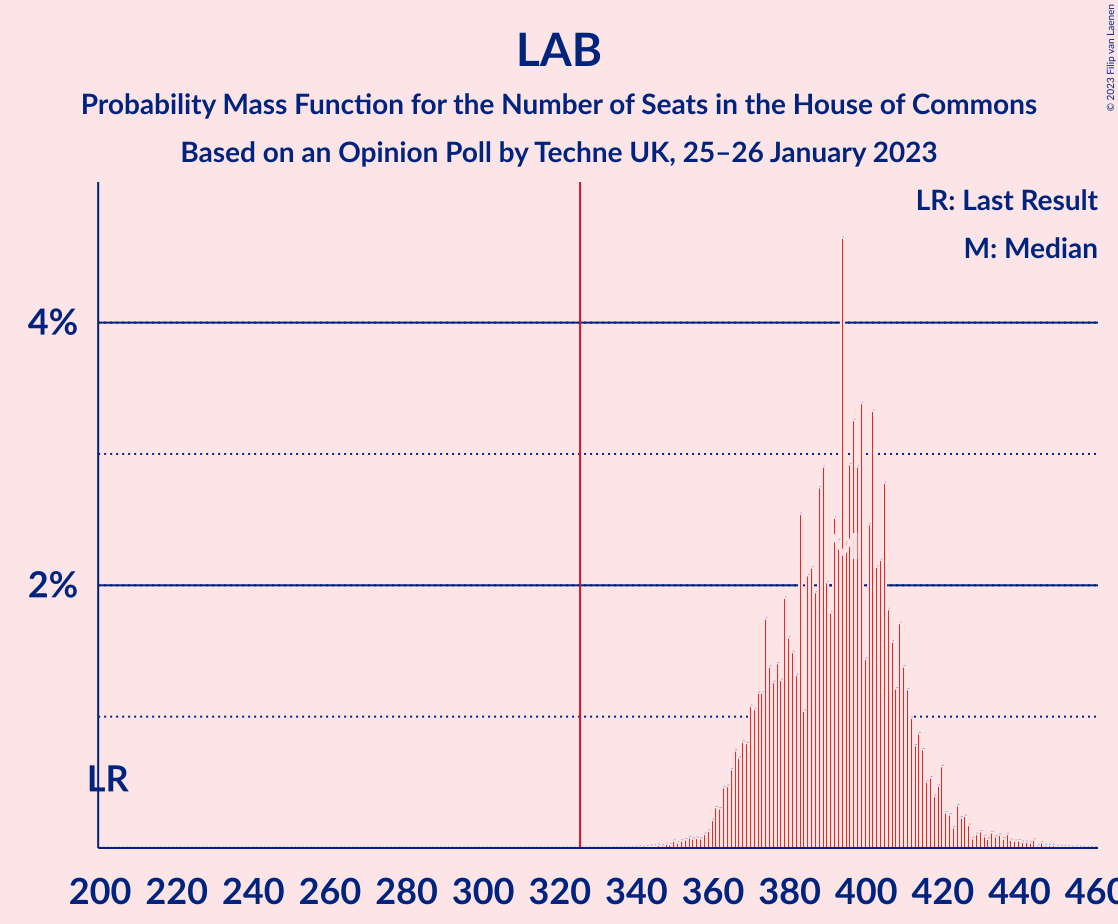 LAB
Probability Mass Function for the Number of Seats in the House of Commons
Based on an Opinion Poll by Techne UK, 25–26 January 2023
© 2023 Filip van Laenen
LR: Last Result
M: Median
4%
2%
LR
200 220 240 260 280 300 320 340 360 380 400 420 440 460